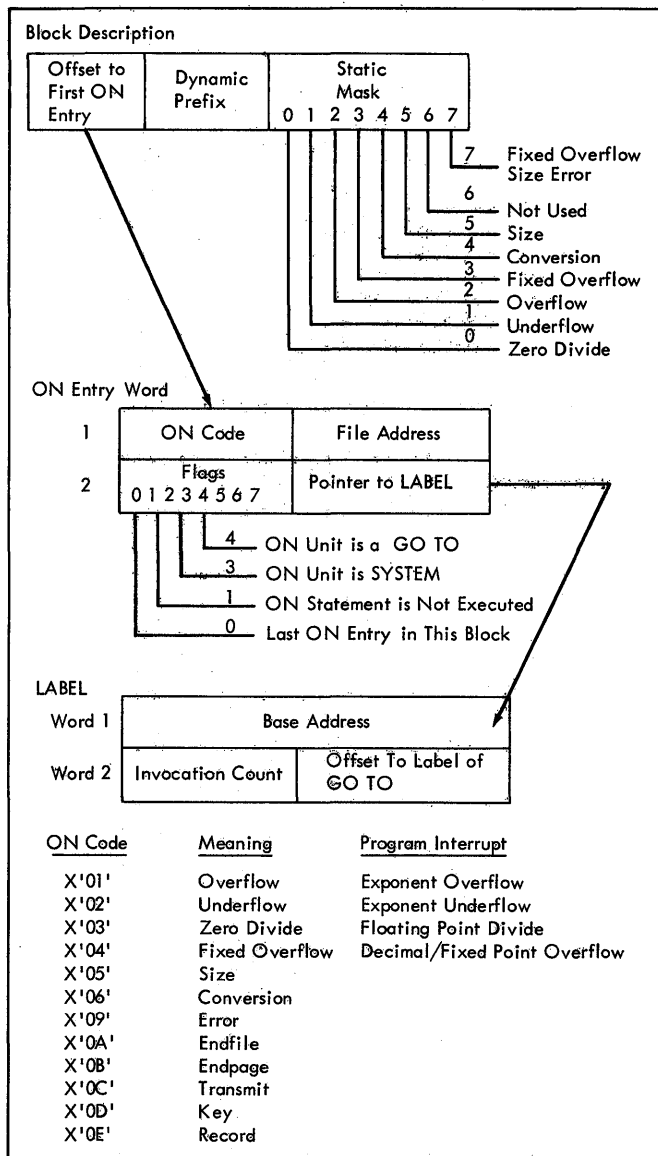 Block Description
Offset to First ON Entry
Dynamic Prefix
Static Mask
0 1 2 3 4 5 6 7
7 Fixed Overflow
Size Error
6 Not Used
5 Size
4 Conversion
3 Fixed Overflow
2 Overflow
1 Underflow
0 Zero Divide
ON Entry Word
1 ON Code File Address
2 Flags Pointer to LABEL
0 1 2 3 4 5 6 7
4 ON Unit is a GO TO
3 ON Unit is SYSTEM
1 ON Statement is Not Executed
0 Last ON Entry in This Block
LABEL
Word 1 Base Address
Word 2 Invocation Count Offset To Label of GO TO
ON Code Meaning Program Interrupt
X'01' Overflow Exponent Overflow
X'02' Underflow Exponent Underflow
X'03' Zero Divide Floating Point Divide
X'04' Fixed Overflow Decimal/Fixed Point Overflow
X'05' Size
X'06' Conversion
X'09' Error
X'0A' Endfile
X'0B' Endpage
X'0C' Transmit
X'0D' Key
X'0E' Record